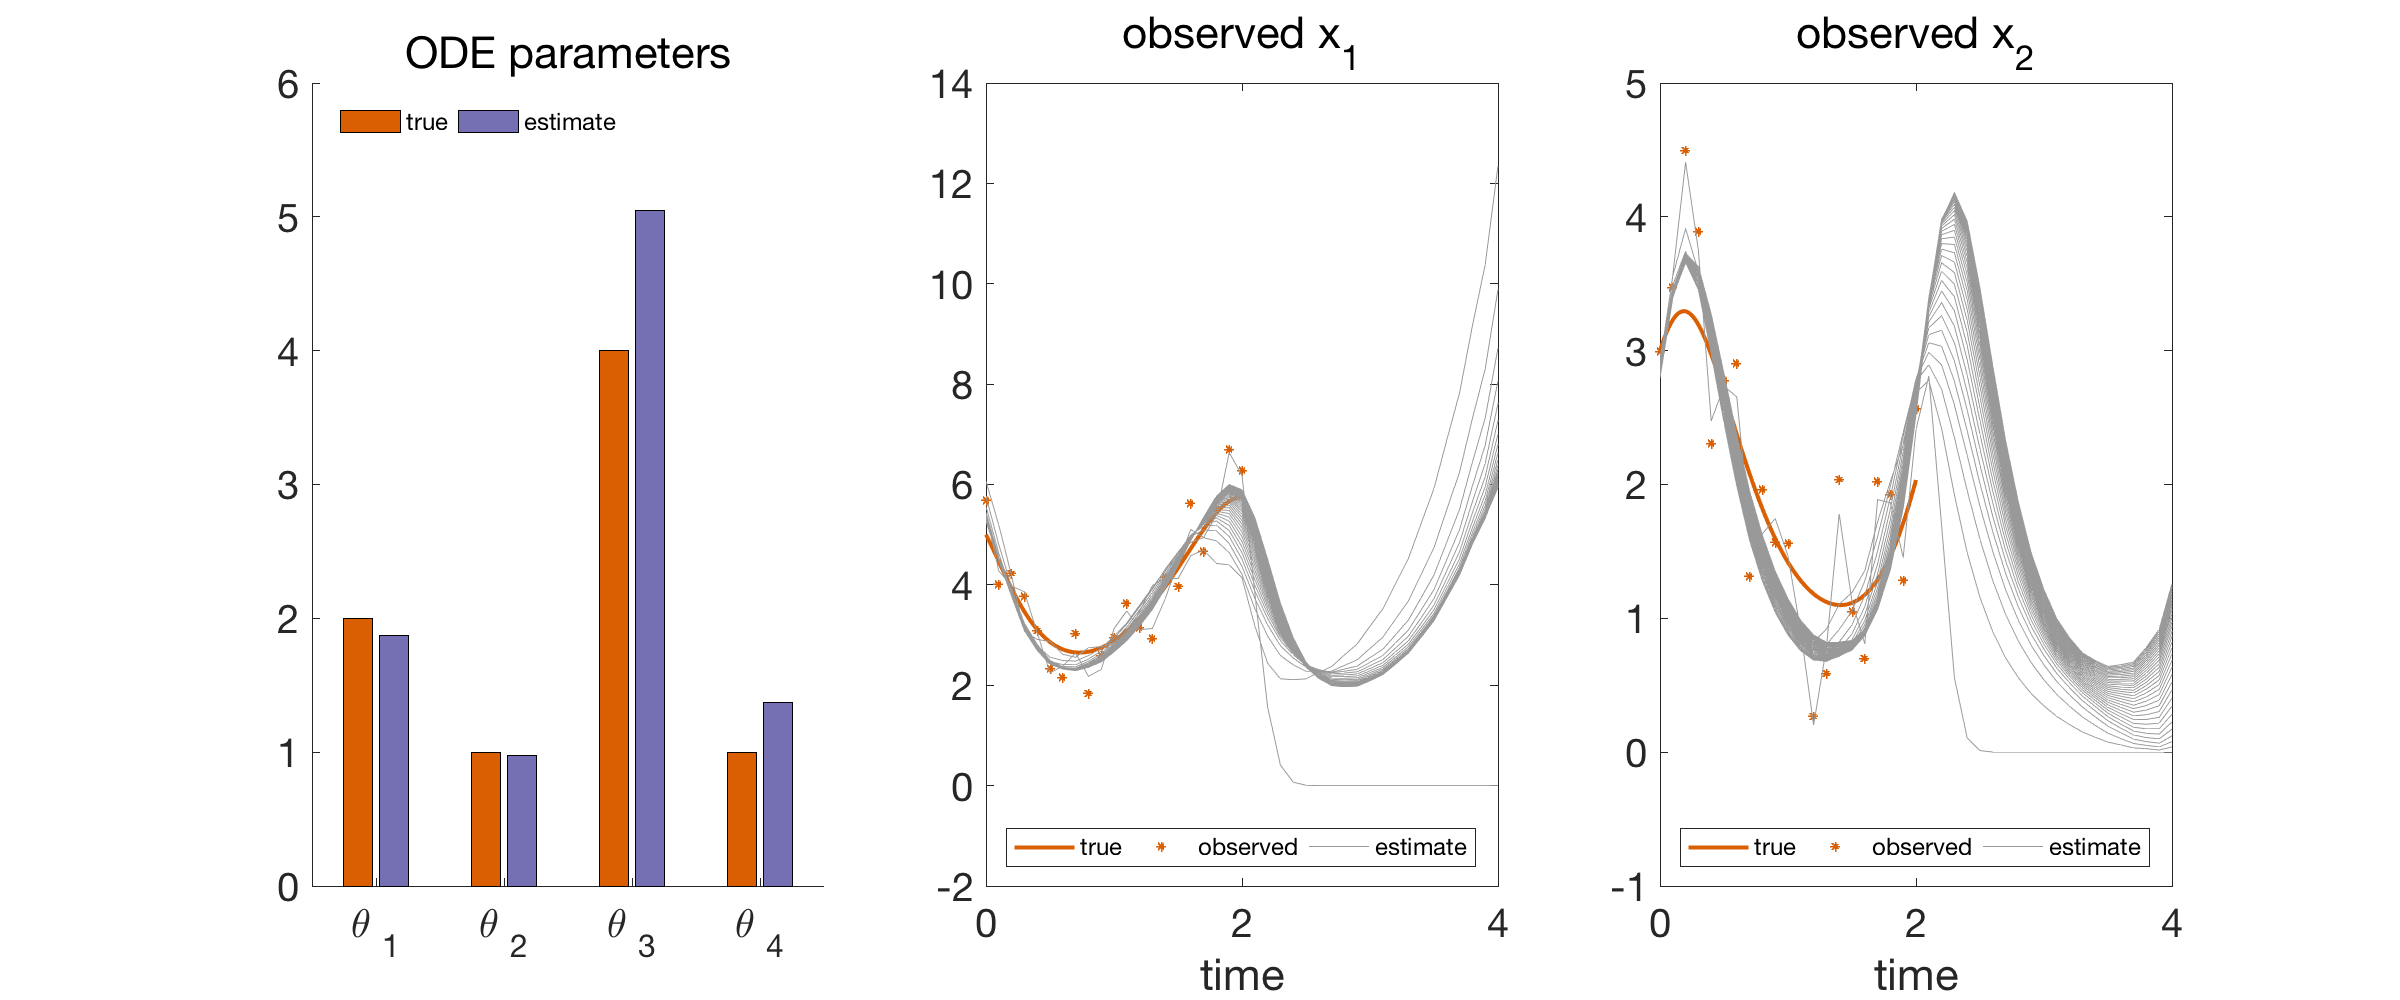 ODE parameters
6
5
4
3
2
1
0
true estimate
θ 1 θ 2 θ 3 θ 4
observed x1
14
12
10
8
6
4
2
0
-2
true observed estimate
0 2 4
time
observed x2
5
4
3
2
1
0
-1
true observed estimate
0 2 4
time